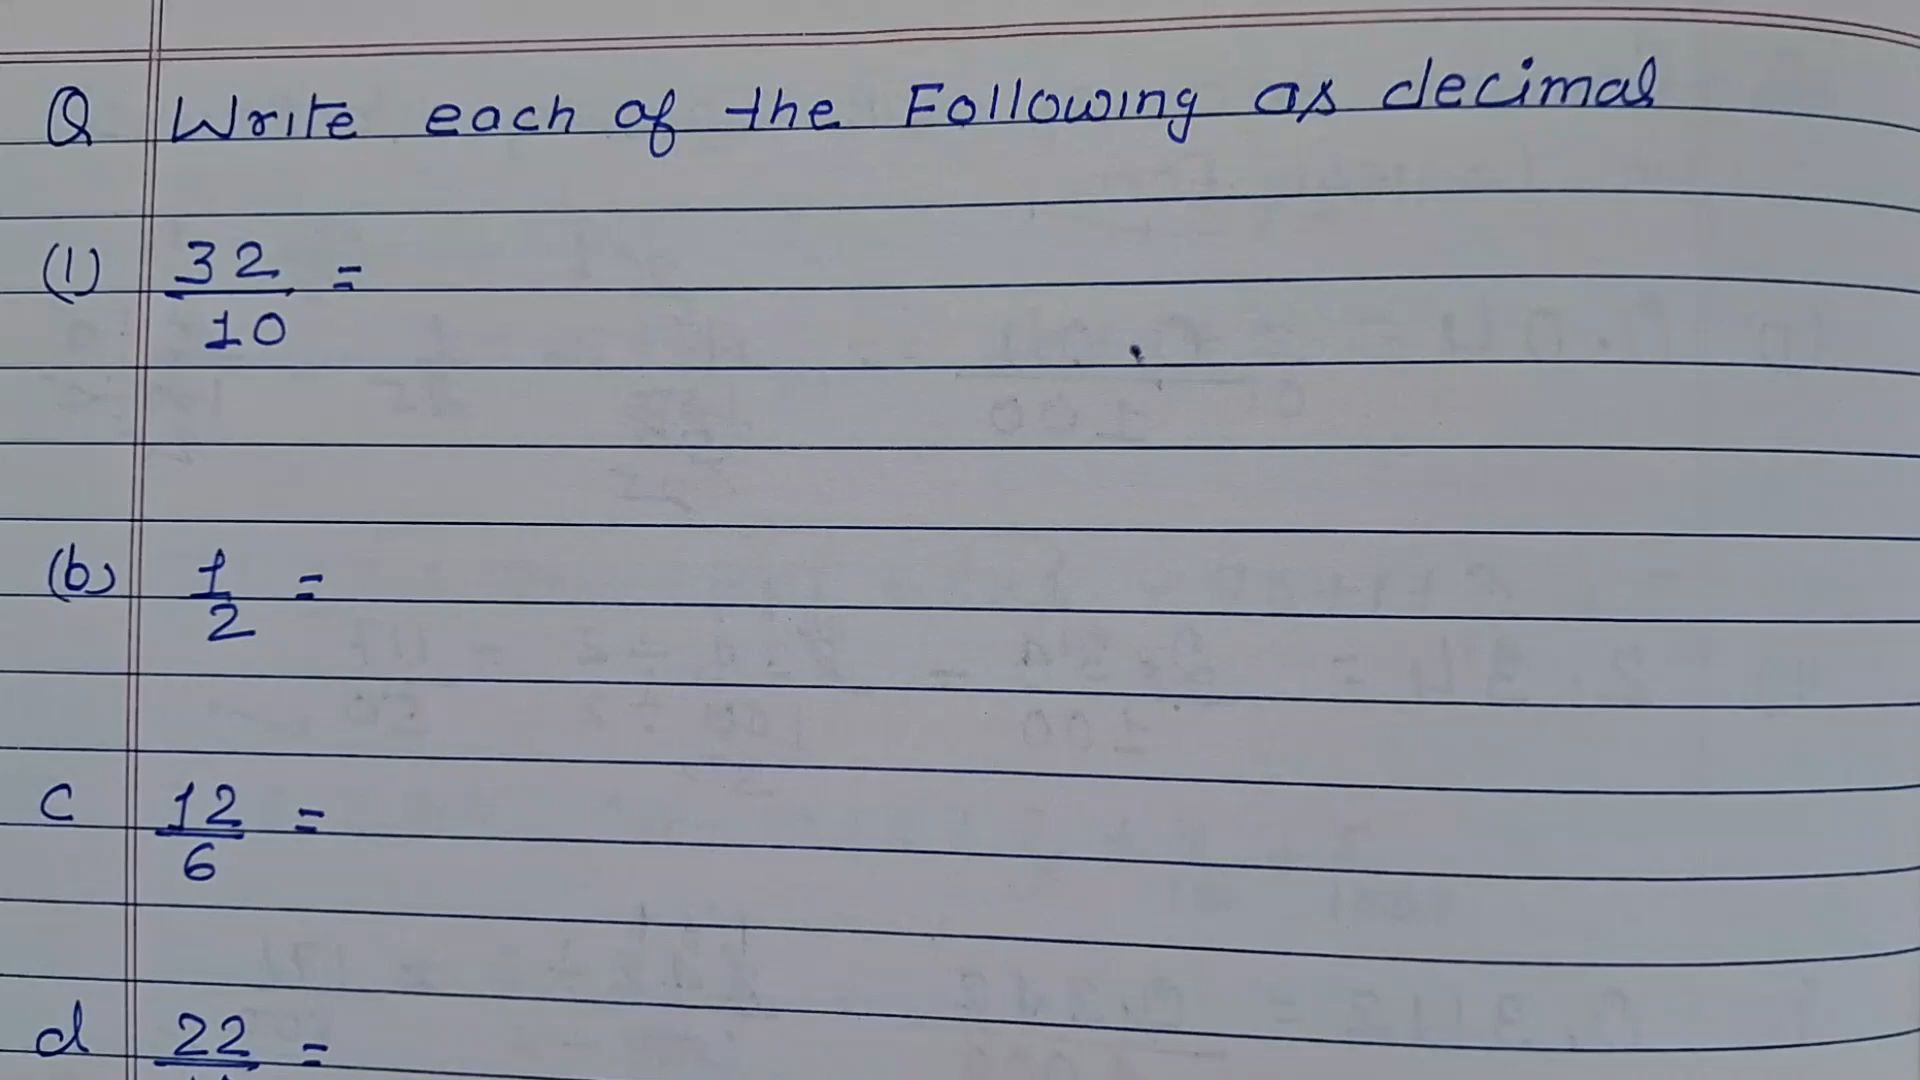 Q Write each of the Following as decimal
(1) 32/10 =
(b) 1/2 =
c 12/6 =
d 22 =